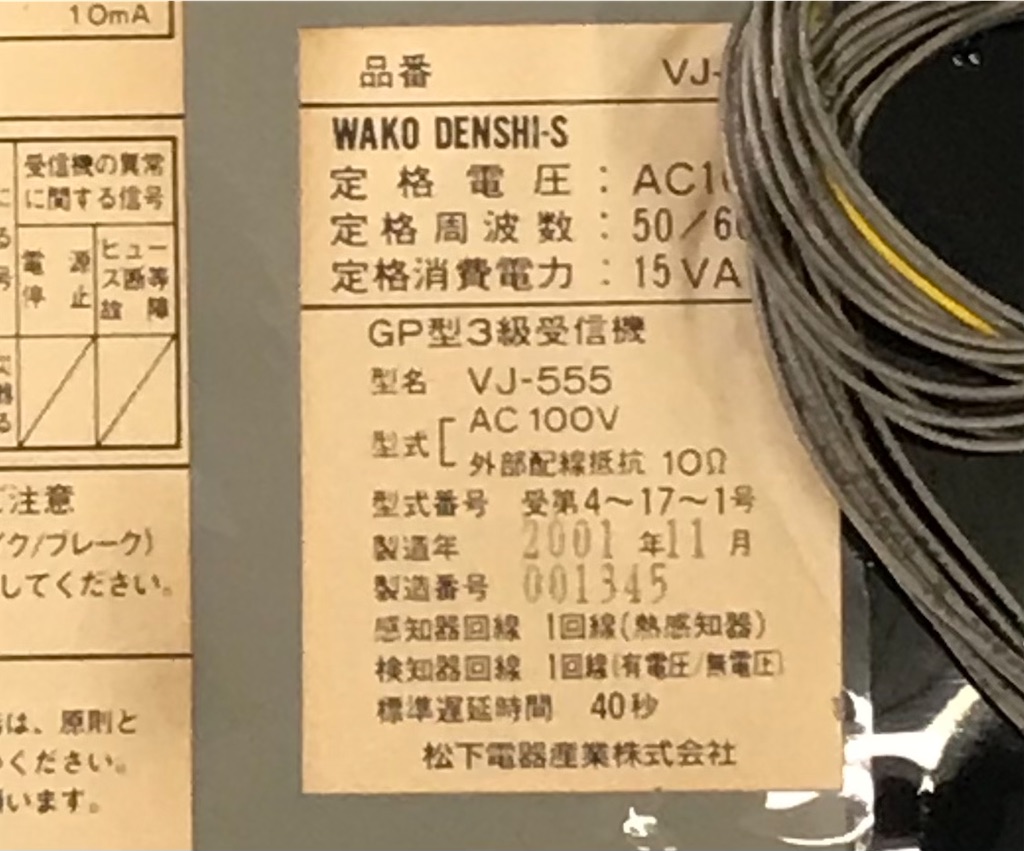 10mA
受信機の異常
に関する信号
電源
停止
ヒュー
ズ断等
故障
ご注意
ク/ブレーク)
してください。
は、原則と
ください。
います。
品番 VJ-
WAKO DENSHI-S
定格電圧:AC1
定格周波数:50/6
定格消費電力:15VA
GP型3級受信機
型名 VJ-555
型式 AC100V
外部配線抵抗 10Ω
型式番号 受第4〜17〜1号
製造年 2001年11月
製造番号 001345
感知器回線 1回線(熱感知器)
検知器回線 1回線(有電圧/無電圧)
標準遅延時間 40秒
松下電器産業株式会社